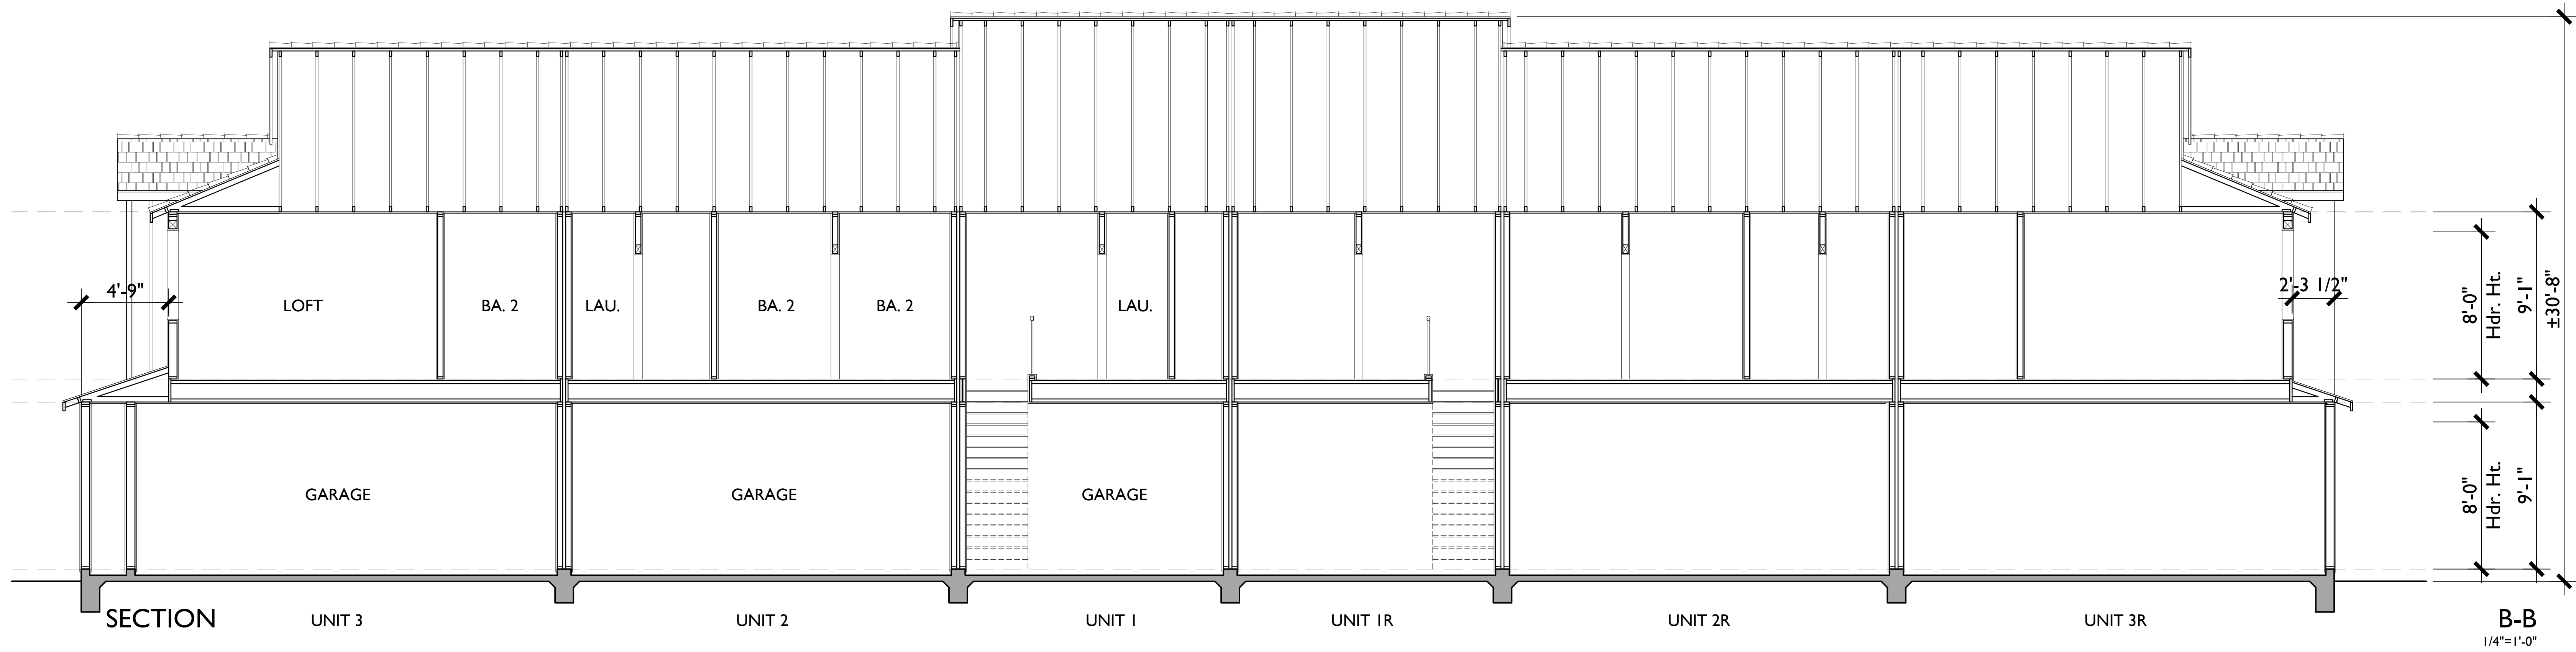 4'-9"
LOFT
BA. 2
LAU.
BA. 2
BA. 2
LAU.
2'-3 1/2"
8'-0"
Hdr. Ht.
9'-1"
±30'-8"
GARAGE
GARAGE
GARAGE
8'-0"
Hdr. Ht.
9'-1"
SECTION
UNIT 3
UNIT 2
UNIT 1
UNIT 1R
UNIT 2R
UNIT 3R
B-B
1/4"=1'-0"